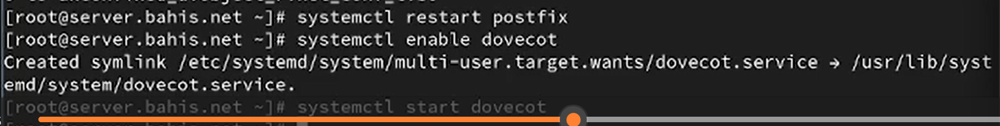 [root@server.bahis.net ~]# systemctl restart postfix
[root@server.bahis.net ~]# systemctl enable dovecot
Created symlink /etc/systemd/system/multi-user.target.wants/dovecot.service → /usr/lib/syst
emd/system/dovecot.service.
[root@server.bahis.net ~]# systemctl start dovecot